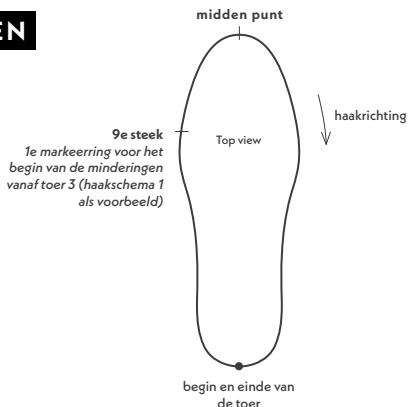 EN
midden punt
haakrichting
9e steek
1e markeerring voor het
begin van de minderingen
vanaf toer 3 (haakschema 1
als voorbeeld)
Top view
begin en einde van
de toer